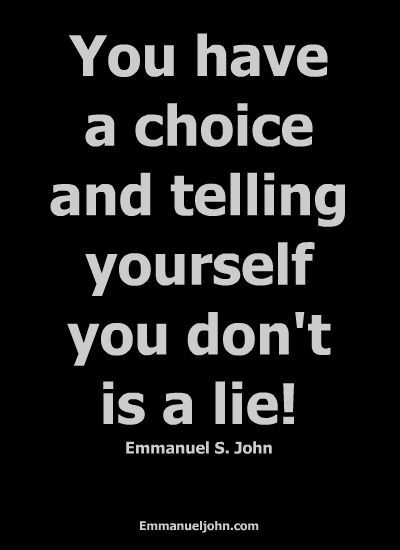 You have
a choice
and telling
yourself
you don't
is a lie!
Emmanuel S. John
Emmanueljohn.com